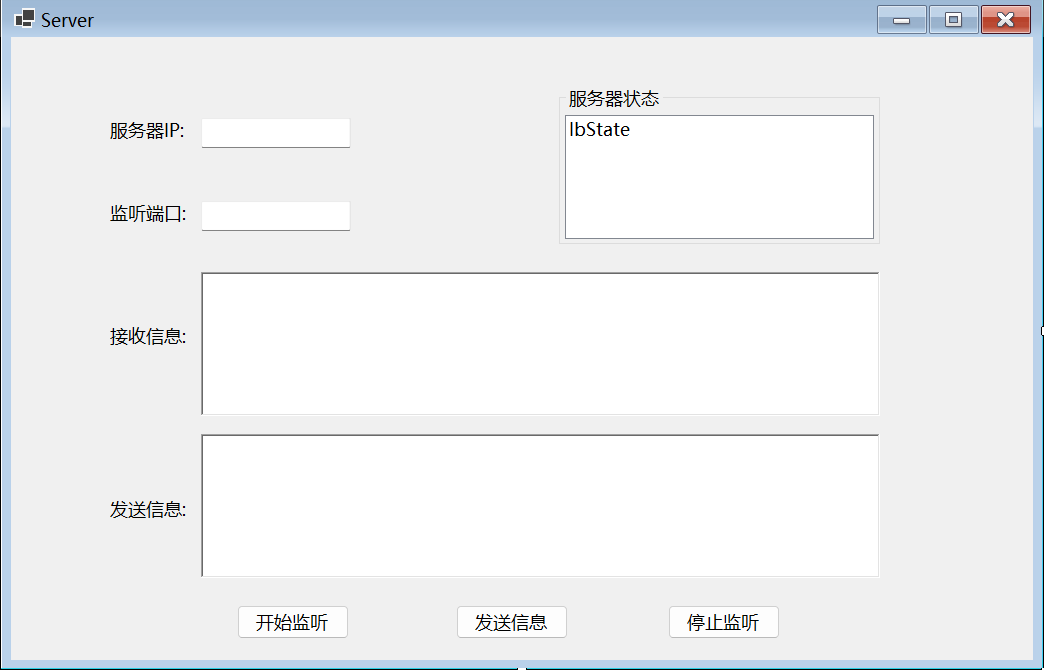 Server
服务器IP:
服务器状态
lbState
监听端口:
接收信息:
发送信息:
开始监听
发送信息
停止监听